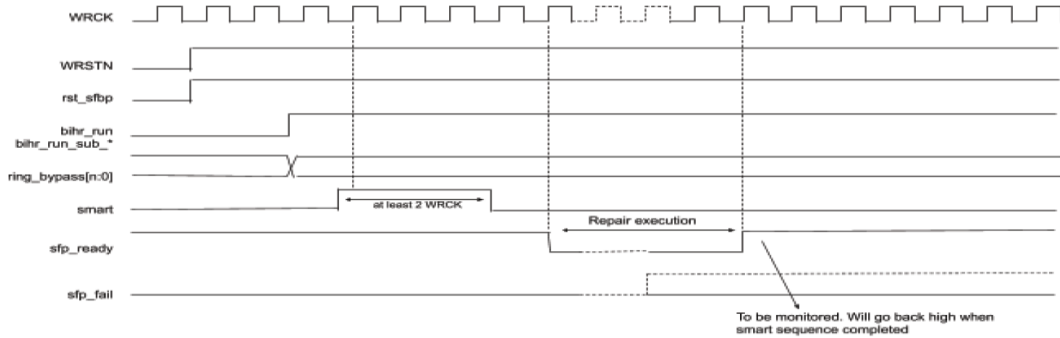 WRCK
WRSTN
rst_sfbp
bihr_run
bihr_run_sub_*
ring_bypass[n:0]
smart
at least 2 WRCK
Repair execution
sfp_ready
sfp_fail
To be monitored. Will go back high when
smart sequence completed